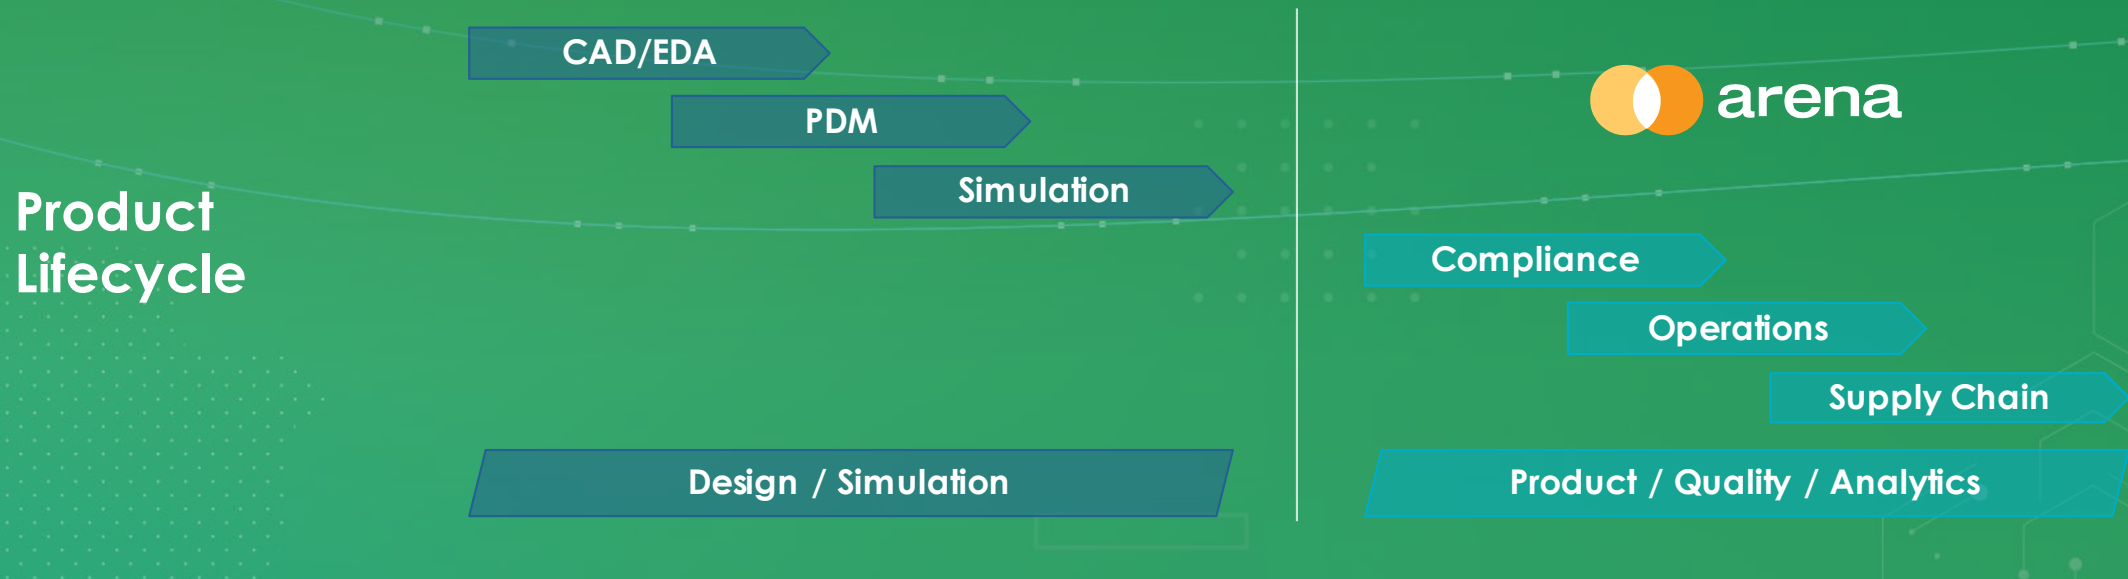 Product
Lifecycle
CAD/EDA
PDM
Simulation
Design / Simulation
arena
Compliance
Operations
Supply Chain
Product / Quality / Analytics